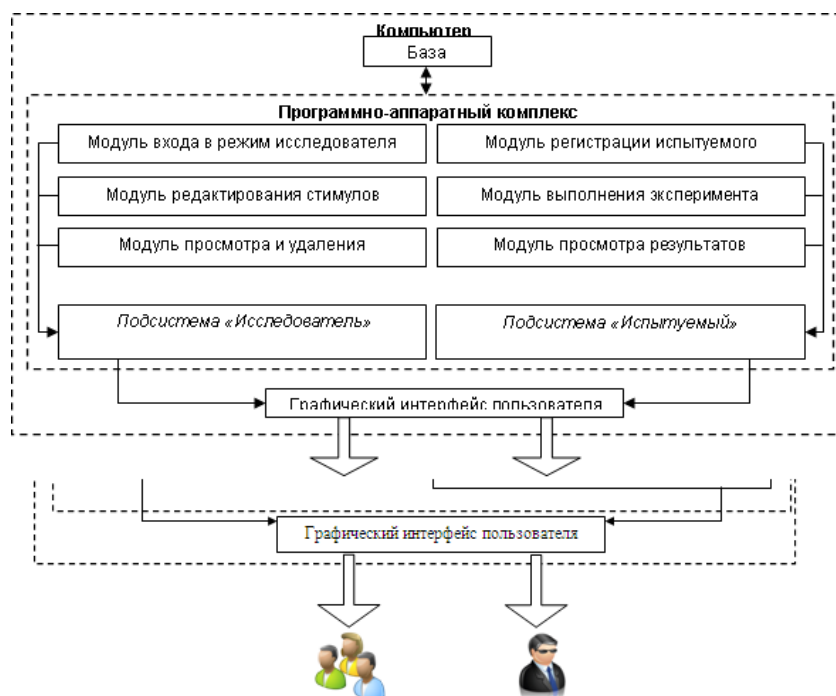 Компьютер
База
Программно-аппаратный комплекс
Модуль входа в режим исследователя
Модуль регистрации испытуемого
Модуль редактирования стимулов
Модуль выполнения эксперимента
Модуль просмотра и удаления
Модуль просмотра результатов
Подсистема «Исследователь»
Подсистема «Испытуемый»
Графический интерфейс пользователя
Графический интерфейс пользователя